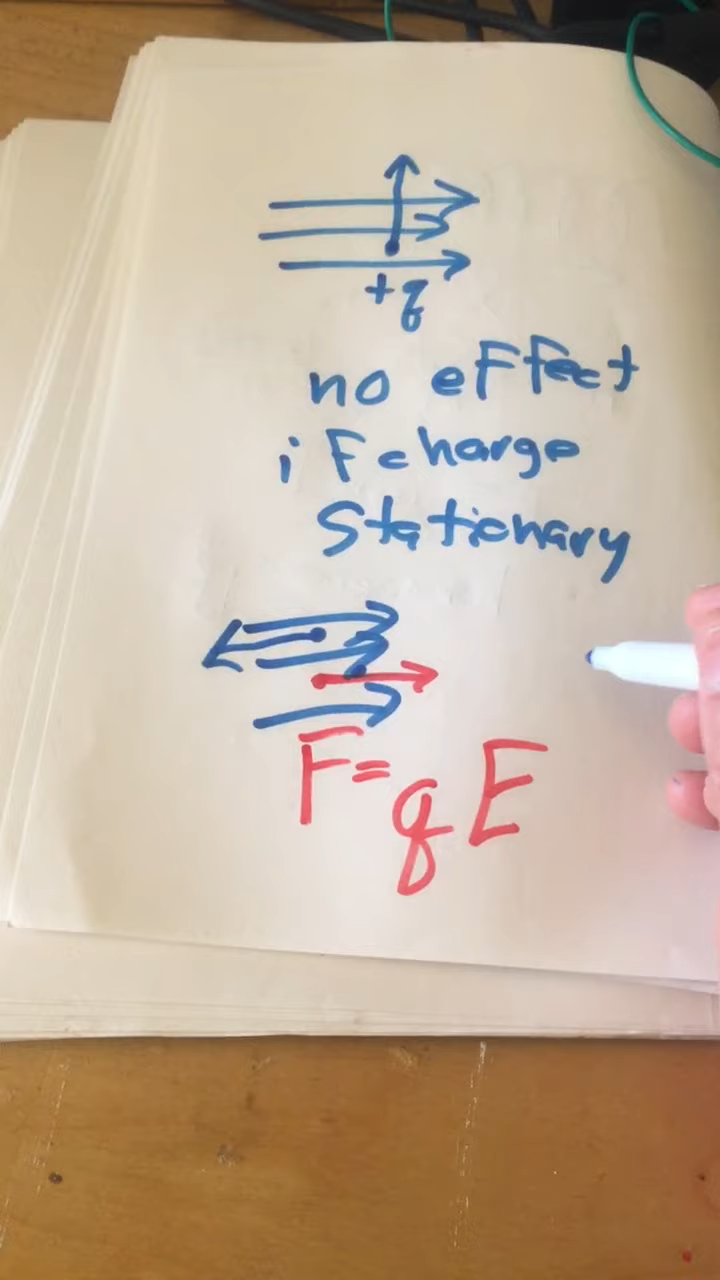 +q
no effect
if charge
stationary
F=qE